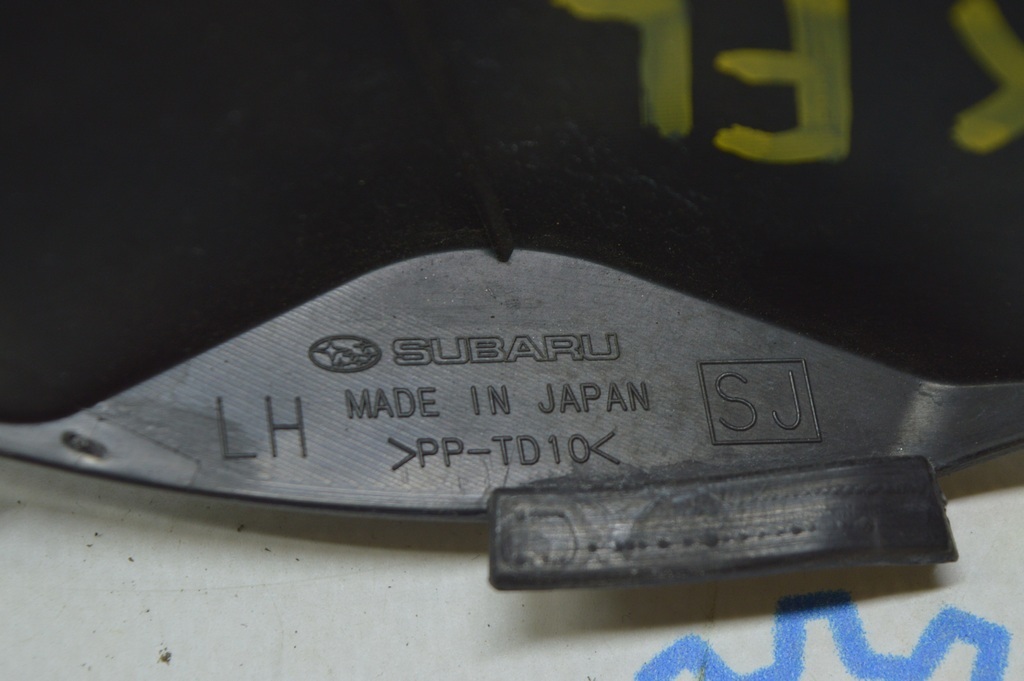 SUBARU
LH
MADE IN JAPAN
SJ
>PP-TD10<